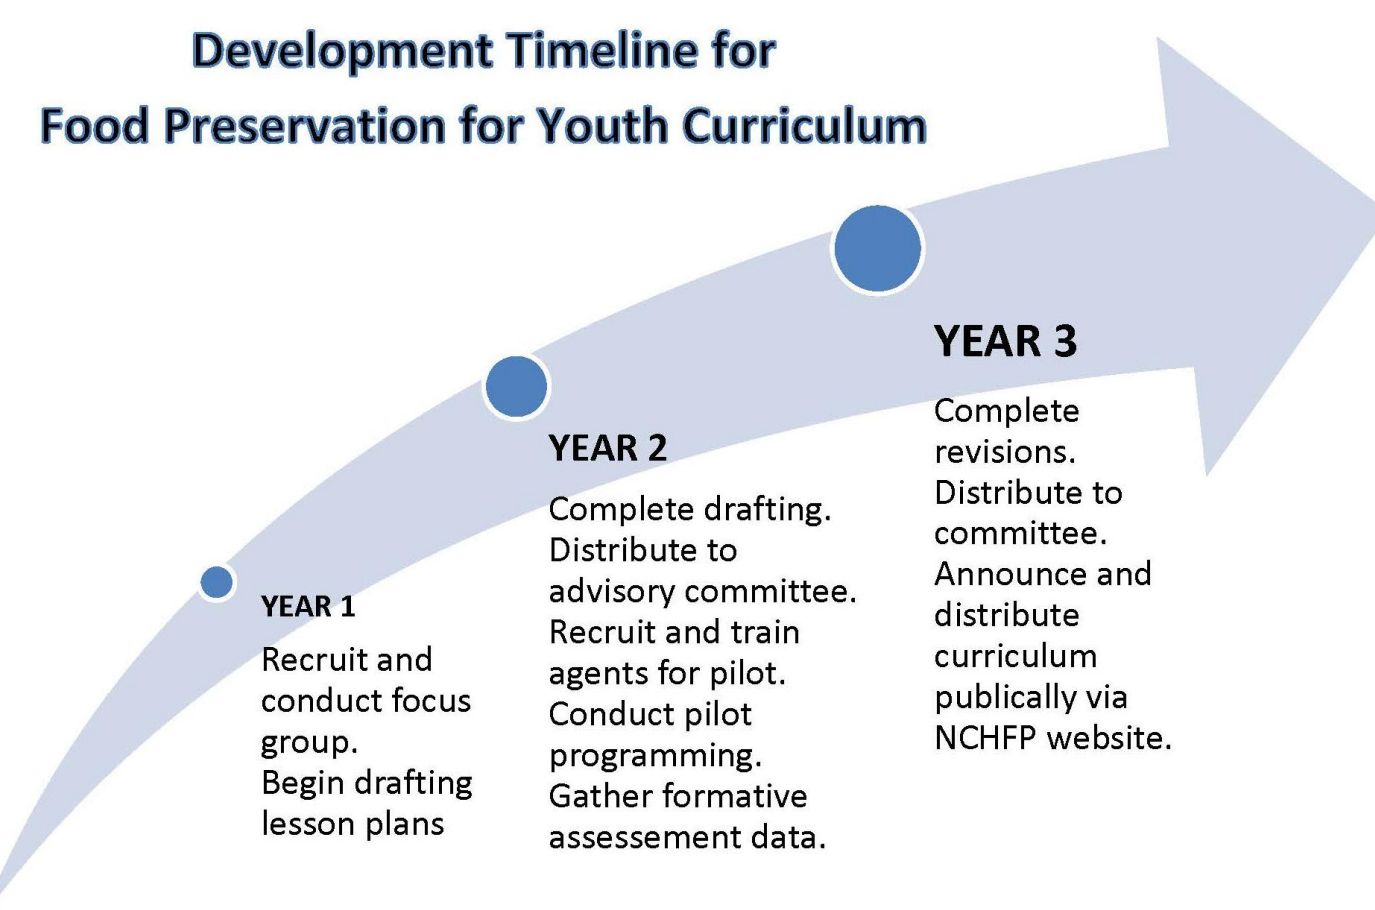 Development Timeline for
Food Preservation for Youth Curriculum
YEAR 1
Recruit and
conduct focus
group.
Begin drafting
lesson plans
YEAR 2
Complete drafting.
Distribute to
advisory committee.
Recruit and train
agents for pilot.
Conduct pilot
programming.
Gather formative
assessement data.
YEAR 3
Complete
revisions.
Distribute to
committee.
Announce and
distribute
curriculum
publically via
NCHFP website.